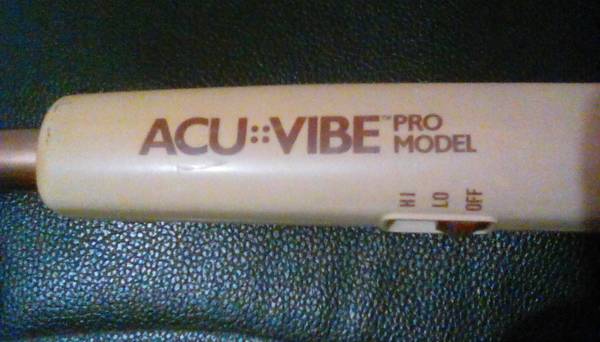 ACU::VIBE™ PRO
MODEL
HI LO OFF